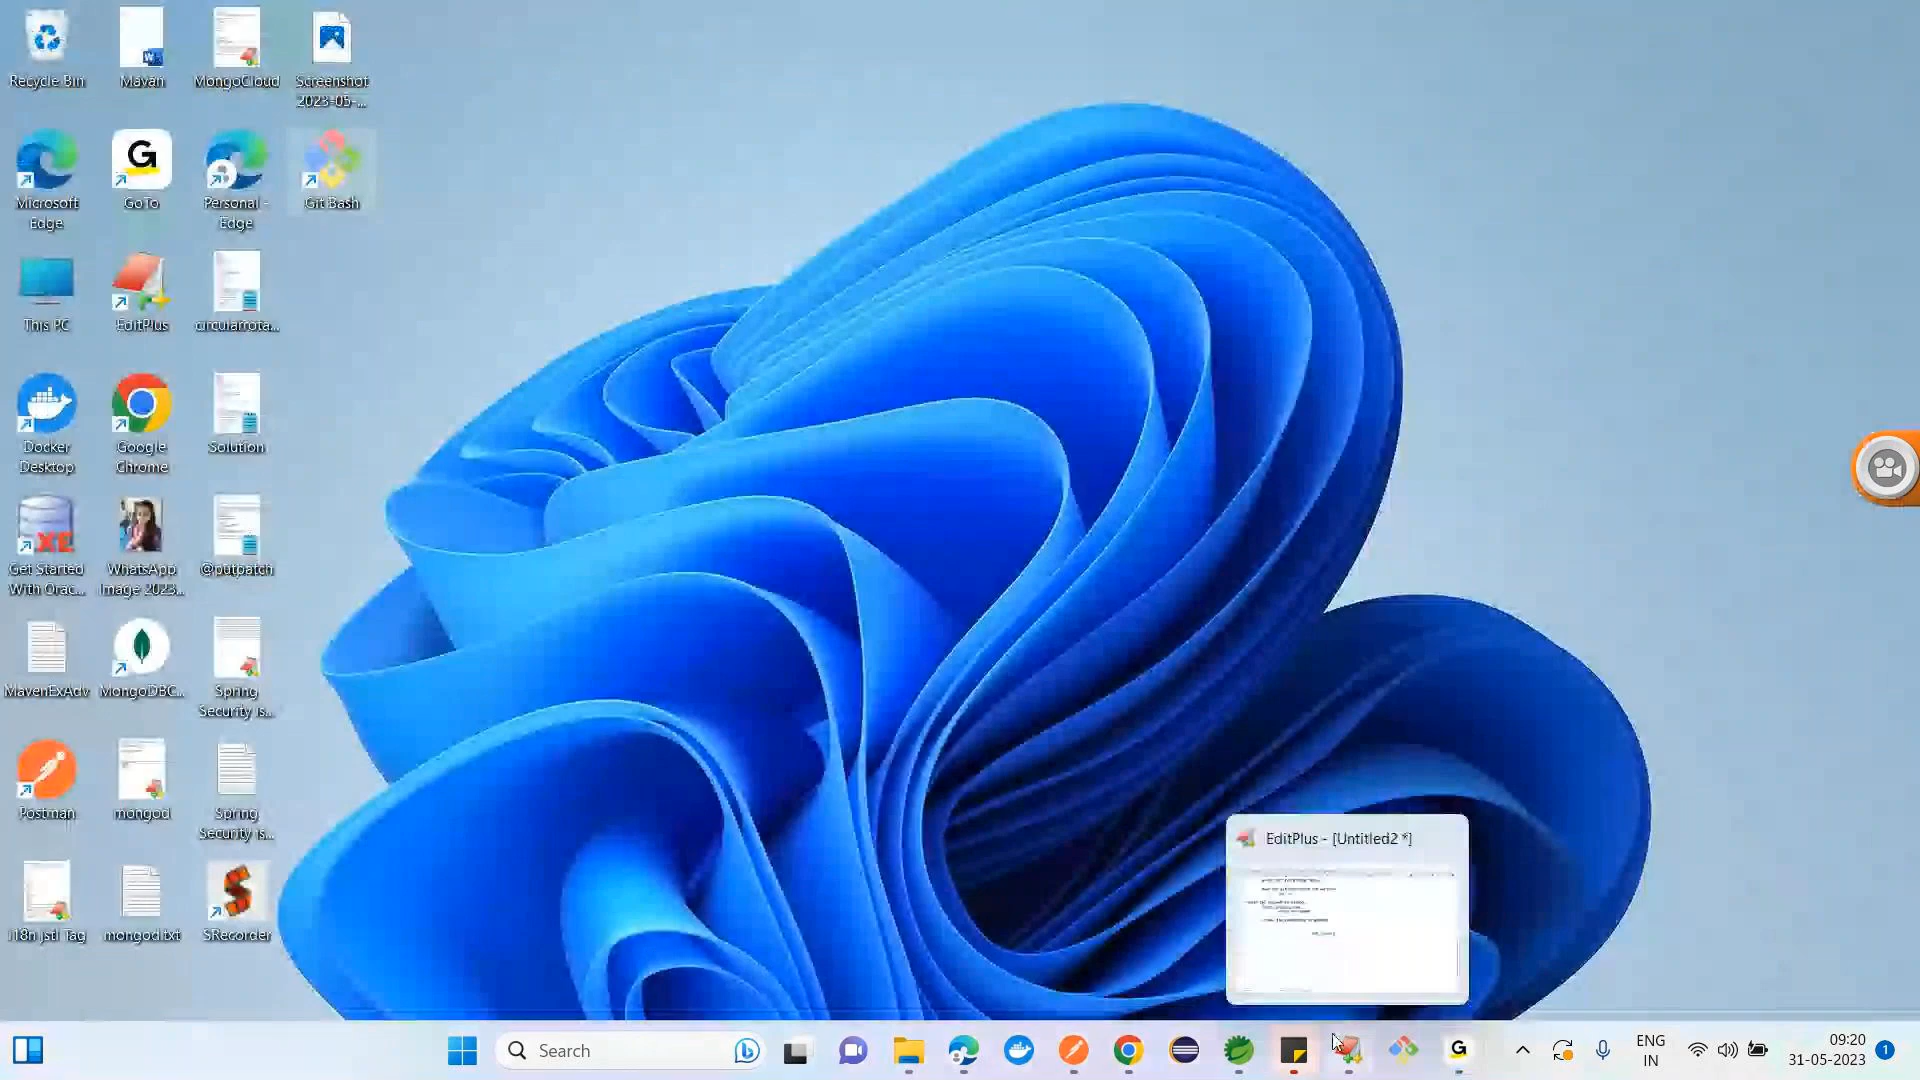 Recycle Bin
Mavan
MongoCloud
Screenshot
2023-05-...
Microsoft
Edge
GoTo
Personal -
Edge
Git Bash
This PC
EditPlus
circularrota...
Docker
Desktop
Google
Chrome
Solution
Get Started
With Orac...
WhatsApp
Image 2023...
@putpatch
MavenExAdv
MongoDBC...
Spring
Security is...
Postman
mongod
Spring
Security is...
i18n jstl Tag
mongod.txt
SRecorder
EditPlus - [Untitled2 *]
Search
ENG
IN
09:20
31-05-2023
1